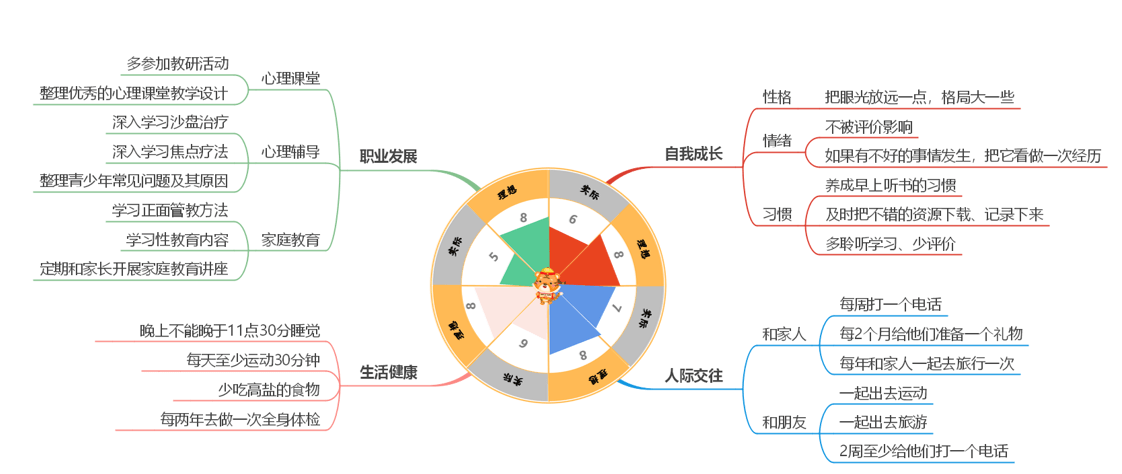 职业发展
心理课堂
多参加教研活动
整理优秀的心理课堂教学设计
心理辅导
深入学习沙盘治疗
深入学习焦点疗法
整理青少年常见问题及其原因
家庭教育
学习正面管教方法
学习性教育内容
定期和家长开展家庭教育讲座
生活健康
晚上不能晚于11点30分睡觉
每天至少运动30分钟
少吃高盐的食物
每两年去做一次全身体检
理想
8
实际
6
理想
8
实际
7
理想
8
实际
6
理想
8
实际
5
自我成长
性格
把眼光放远一点，格局大一些
情绪
不被评价影响
如果有不好的事情发生，把它看做一次经历
习惯
养成早上听书的习惯
及时把不错的资源下载、记录下来
多聆听学习、少评价
人际交往
和家人
每周打一个电话
每2个月给他们准备一个礼物
每年和家人一起去旅行一次
和朋友
一起出去运动
一起出去旅游
2周至少给他们打一个电话